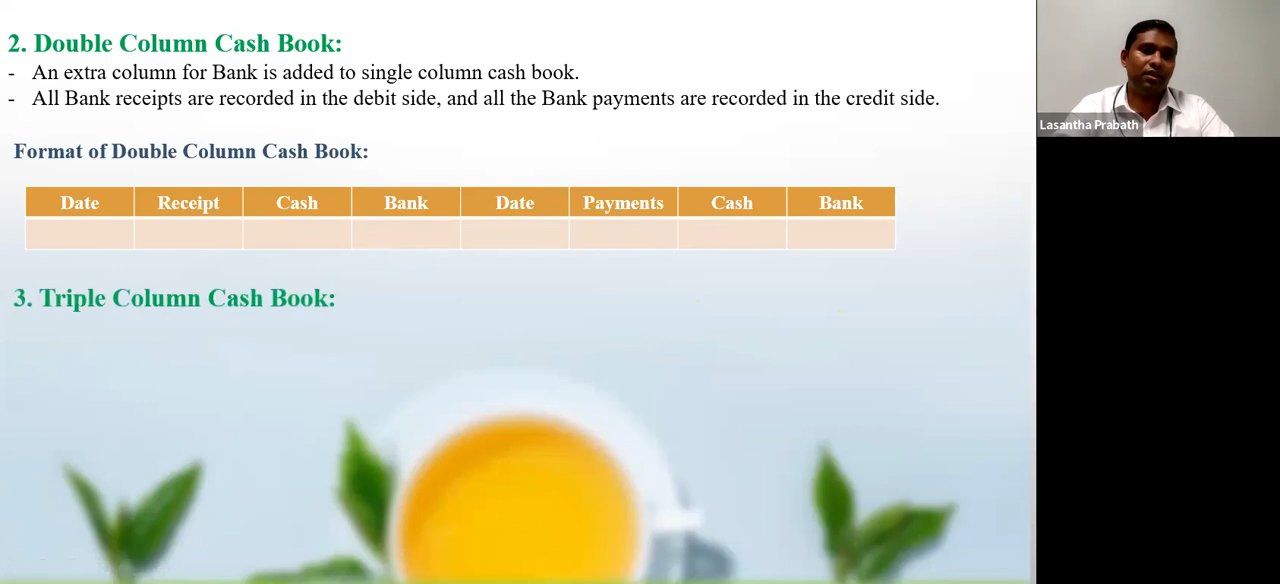 2. Double Column Cash Book:
- An extra column for Bank is added to single column cash book.
- All Bank receipts are recorded in the debit side, and all the Bank payments are recorded in the credit side.
Format of Double Column Cash Book:
Date Receipt Cash Bank Date Payments Cash Bank
3. Triple Column Cash Book:
Lasantha Prabath